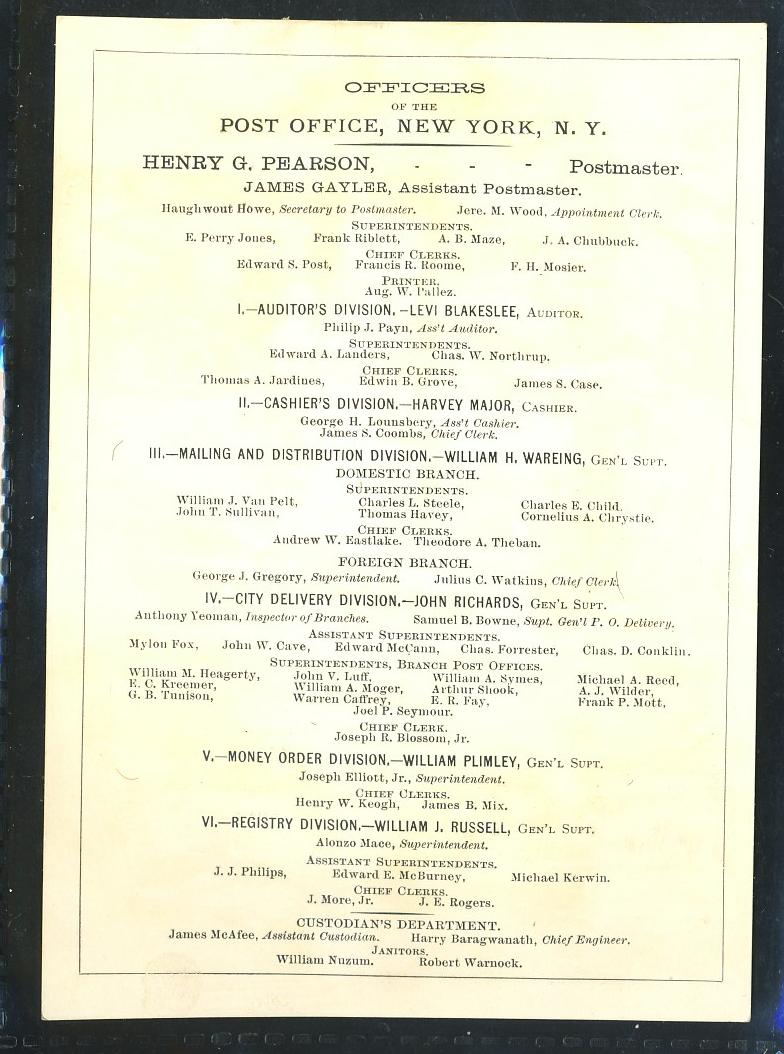 OFFICERS
OF THE
POST OFFICE, NEW YORK, N. Y.
HENRY G. PEARSON, - - - Postmaster.
JAMES GAYLER, Assistant Postmaster.
Haughwout Howe, Secretary to Postmaster. Jere. M. Wood, Appointment Clerk.
SUPERINTENDENTS.
E. Perry Jones, Frank Riblett, A. B. Maze, J. A. Chubbuck.
CHIEF CLERKS.
Edward S. Post, Francis R. Roome, F. H. Mosier.
PRINTER.
Aug. W. Pallez.
I.—AUDITOR'S DIVISION.—LEVI BLAKESLEE, AUDITOR.
Philip J. Payn, Ass't Auditor.
SUPERINTENDENTS.
Edward A. Landers, Chas. W. Northrup.
CHIEF CLERKS.
Thomas A. Jardines, Edwin B. Grove, James S. Case.
II.—CASHIER'S DIVISION.—HARVEY MAJOR, CASHIER.
George H. Lounsbery, Ass't Cashier.
James S. Coombs, Chief Clerk.
III.—MAILING AND DISTRIBUTION DIVISION.—WILLIAM H. WAREING, GEN'L SUPT.
DOMESTIC BRANCH.
SUPERINTENDENTS.
William J. Van Pelt, Charles L. Steele, Charles E. Child.
John T. Sullivan, Thomas Havey, Cornelius A. Chrystie.
CHIEF CLERKS.
Andrew W. Eastlake. Theodore A. Theban.
FOREIGN BRANCH.
George J. Gregory, Superintendent. Julius C. Watkins, Chief Clerk.
IV.—CITY DELIVERY DIVISION.—JOHN RICHARDS, GEN'L SUPT.
Anthony Yeoman, Inspector of Branches. Samuel B. Bowne, Supt. Gen'l P. O. Delivery.
ASSISTANT SUPERINTENDENTS.
Mylon Fox, John W. Cave, Edward McCann, Chas. Forrester, Chas. D. Conklin.
SUPERINTENDENTS, BRANCH POST OFFICES.
William M. Heagerty, John V. Luff, William A. Symes, Michael A. Reed,
E. C. Kreemer, William A. Moger, Arthur Shook, A. J. Wilder,
G. B. Tunison, Warren Caffrey, E. R. Fay, Frank P. Mott,
Joel P. Seymour.
CHIEF CLERK.
Joseph R. Blossom, Jr.
V.—MONEY ORDER DIVISION.—WILLIAM PLIMLEY, GEN'L SUPT.
Joseph Elliott, Jr., Superintendent.
CHIEF CLERKS.
Henry W. Keogh, James B. Mix.
VI.—REGISTRY DIVISION.—WILLIAM J. RUSSELL, GEN'L SUPT.
Alonzo Mace, Superintendent.
ASSISTANT SUPERINTENDENTS.
J. J. Philips, Edward E. McBurney, Michael Kerwin.
CHIEF CLERKS.
J. More, Jr. J. E. Rogers.
CUSTODIAN'S DEPARTMENT.
James McAfee, Assistant Custodian. Harry Baragwanath, Chief Engineer.
JANITORS.
William Nuzum. Robert Warnock.